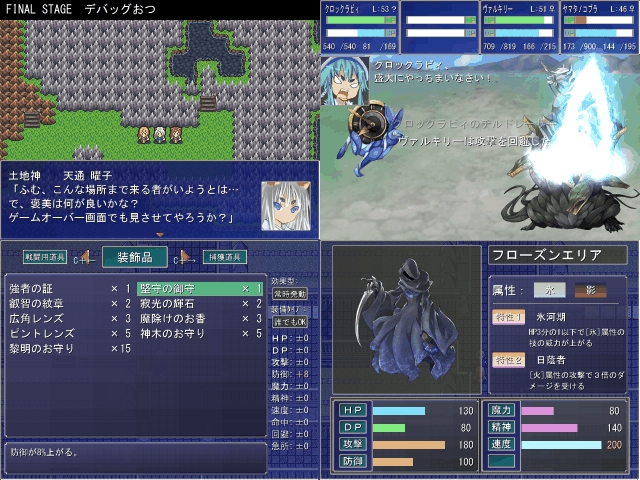 FINAL STAGE デバッグおつ
土地神 天通 曜子
「ふむ、こんな場所まで来る者がいようとは…
で、褒美は何が良いかな？
ゲームオーバー画面でも見させてやろうか？」
クロックラビィ L:53
540/540 81/169
ヴァルキリー L:51
709/819 166/215
ヤマタノコブラ L:46
173/900 144/195
クロックラビィ、
盛大にやっちまいなさい！
ロックラビィのチルドレ
ヴァルキリーは攻撃を回避した
戦闘用道具
C
装飾品
C
捕獲道具
強者の証 × 1
堅守の御守 × 1
叡智の紋章 × 2
寂光の輝石 × 2
広角レンズ × 3
魔除けのお香 × 3
ピントレンズ × 5
神木のお守り × 5
黎明のお守り ×15
効果型:
常時発動
装備ｹｲｱ:
誰でもOK
HP: ±0
DP: ±0
攻撃: ±0
防御: +8
魔力: ±0
精神: ±0
速度: ±0
命中: ±0
回避: ±0
急所: ±0
防御が8%上がる。
フローズンエリア
属性: 氷 影
特性1 氷河期
HP3分の1以下で[氷]属性の
技の威力が上がる
特性2 日蔭者
[火]属性の攻撃で３倍のダ
メージを受ける
HP 130
DP 80
攻撃 180
防御 100
魔力 80
精神 140
速度 200